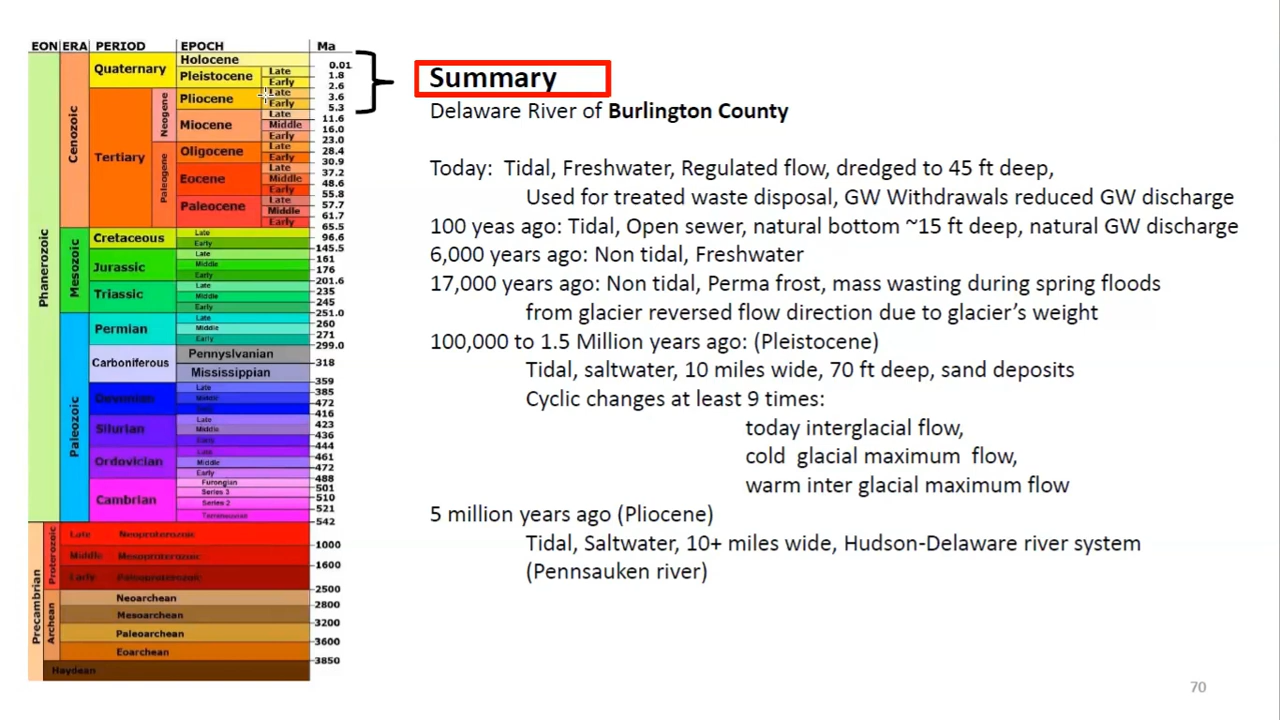 EON ERA PERIOD EPOCH Ma
Phanerozoic
Cenozoic
Quaternary
Holocene
0.01
Pleistocene
Late
1.8
Early
2.6
Tertiary
Neogene
Pliocene
Late
3.6
Early
5.3
Miocene
Late
11.6
Middle
16.0
Early
23.0
Paleogene
Oligocene
Late
28.4
Early
30.9
Eocene
Late
37.2
Middle
48.6
Early
55.8
Paleocene
Late
57.7
Middle
61.7
Early
65.5
Mesozoic
Cretaceous
Late
96.6
Early
145.5
Jurassic
Late
161
Middle
176
Early
201.6
Triassic
Late
235
Middle
245
Early
251.0
Paleozoic
Permian
Late
260
Middle
271
Early
299.0
Carboniferous
Pennyslvanian
318
Mississippian
359
Devonian
Late
385
Middle
472
416
Silurian
Late
423
Middle
436
Early
444
Ordovician
Late
461
Middle
472
Early
488
Cambrian
Furongian
501
Series 3
510
Series 2
521
Terreneuvian
542
Precambrian
Proterozoic
Late Neoproterozoic
1000
Middle Mesoproterozoic
1600
Early Paleoproterozoic
2500
Archean
Neoarchean
2800
Mesoarchean
3200
Paleoarchean
3600
Eoarchean
3850
Haydean
Summary
Delaware River of Burlington County
Today: Tidal, Freshwater, Regulated flow, dredged to 45 ft deep,
Used for treated waste disposal, GW Withdrawals reduced GW discharge
100 yeas ago: Tidal, Open sewer, natural bottom ~15 ft deep, natural GW discharge
6,000 years ago: Non tidal, Freshwater
17,000 years ago: Non tidal, Perma frost, mass wasting during spring floods
from glacier reversed flow direction due to glacier’s weight
100,000 to 1.5 Million years ago: (Pleistocene)
Tidal, saltwater, 10 miles wide, 70 ft deep, sand deposits
Cyclic changes at least 9 times:
today interglacial flow,
cold glacial maximum flow,
warm inter glacial maximum flow
5 million years ago (Pliocene)
Tidal, Saltwater, 10+ miles wide, Hudson-Delaware river system
(Pennsauken river)
70